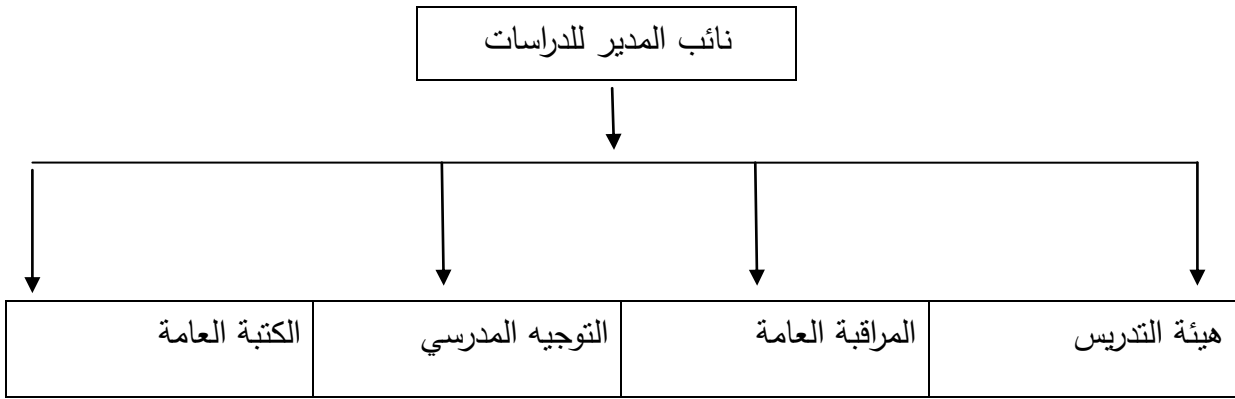 نائب المدير للدراسات
هيئة التدريس
المراقبة العامة
التوجيه المدرسي
الكتبة العامة